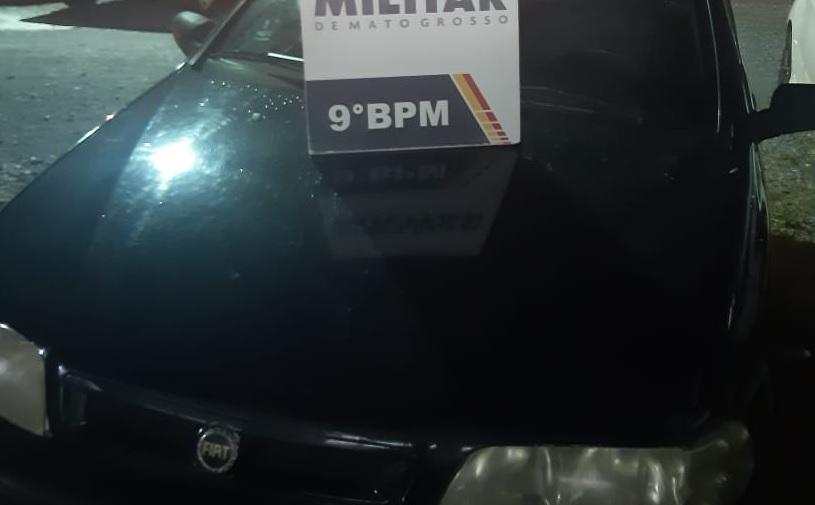 MILITAR
DE MATO GROSSO
9°BPM
FIAT